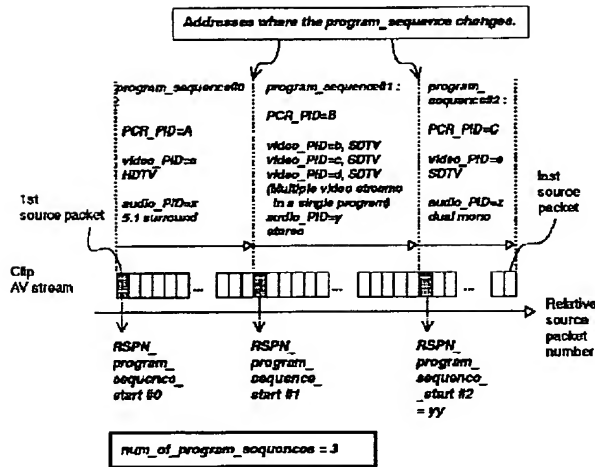 Addresses where the program_sequence changes.
program_sequence#0
PCR_PID=A
video_PID=a
HDTV
audio_PID=x
5.1 surround
program_sequence#1 :
PCR_PID=B
video_PID=b, SDTV
video_PID=c, SDTV
video_PID=d, SDTV
(Multiple video streams
in a single program)
audio_PID=y
stereo
program_
sequence#2 :
PCR_PID=C
video_PID=e
SDTV
audio_PID=z
dual mono
1st
source packet
last
source
packet
Clip
AV stream
...
...
...
Relative
source
packet
number
RSPN_
program_
sequence_
start #0
RSPN_
program_
sequence_
start #1
RSPN_
program_
sequence_
_start #2
= yy
num_of_program_sequences = 3